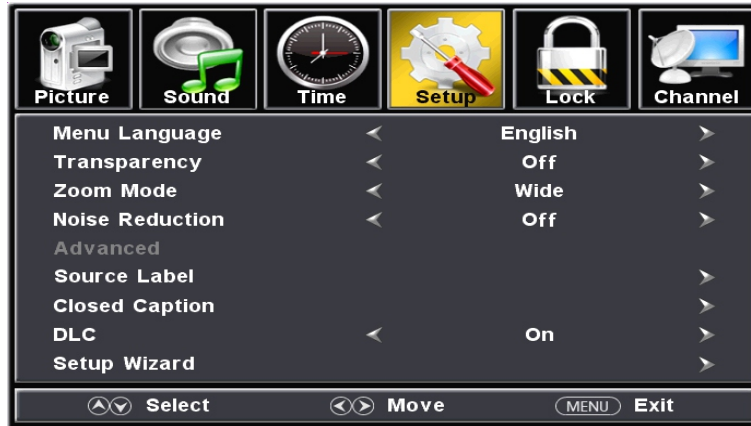 Picture Sound Time Setup Lock Channel
Menu Language English
Transparency Off
Zoom Mode Wide
Noise Reduction Off
Advanced
Source Label
Closed Caption
DLC On
Setup Wizard
Select Move MENU Exit